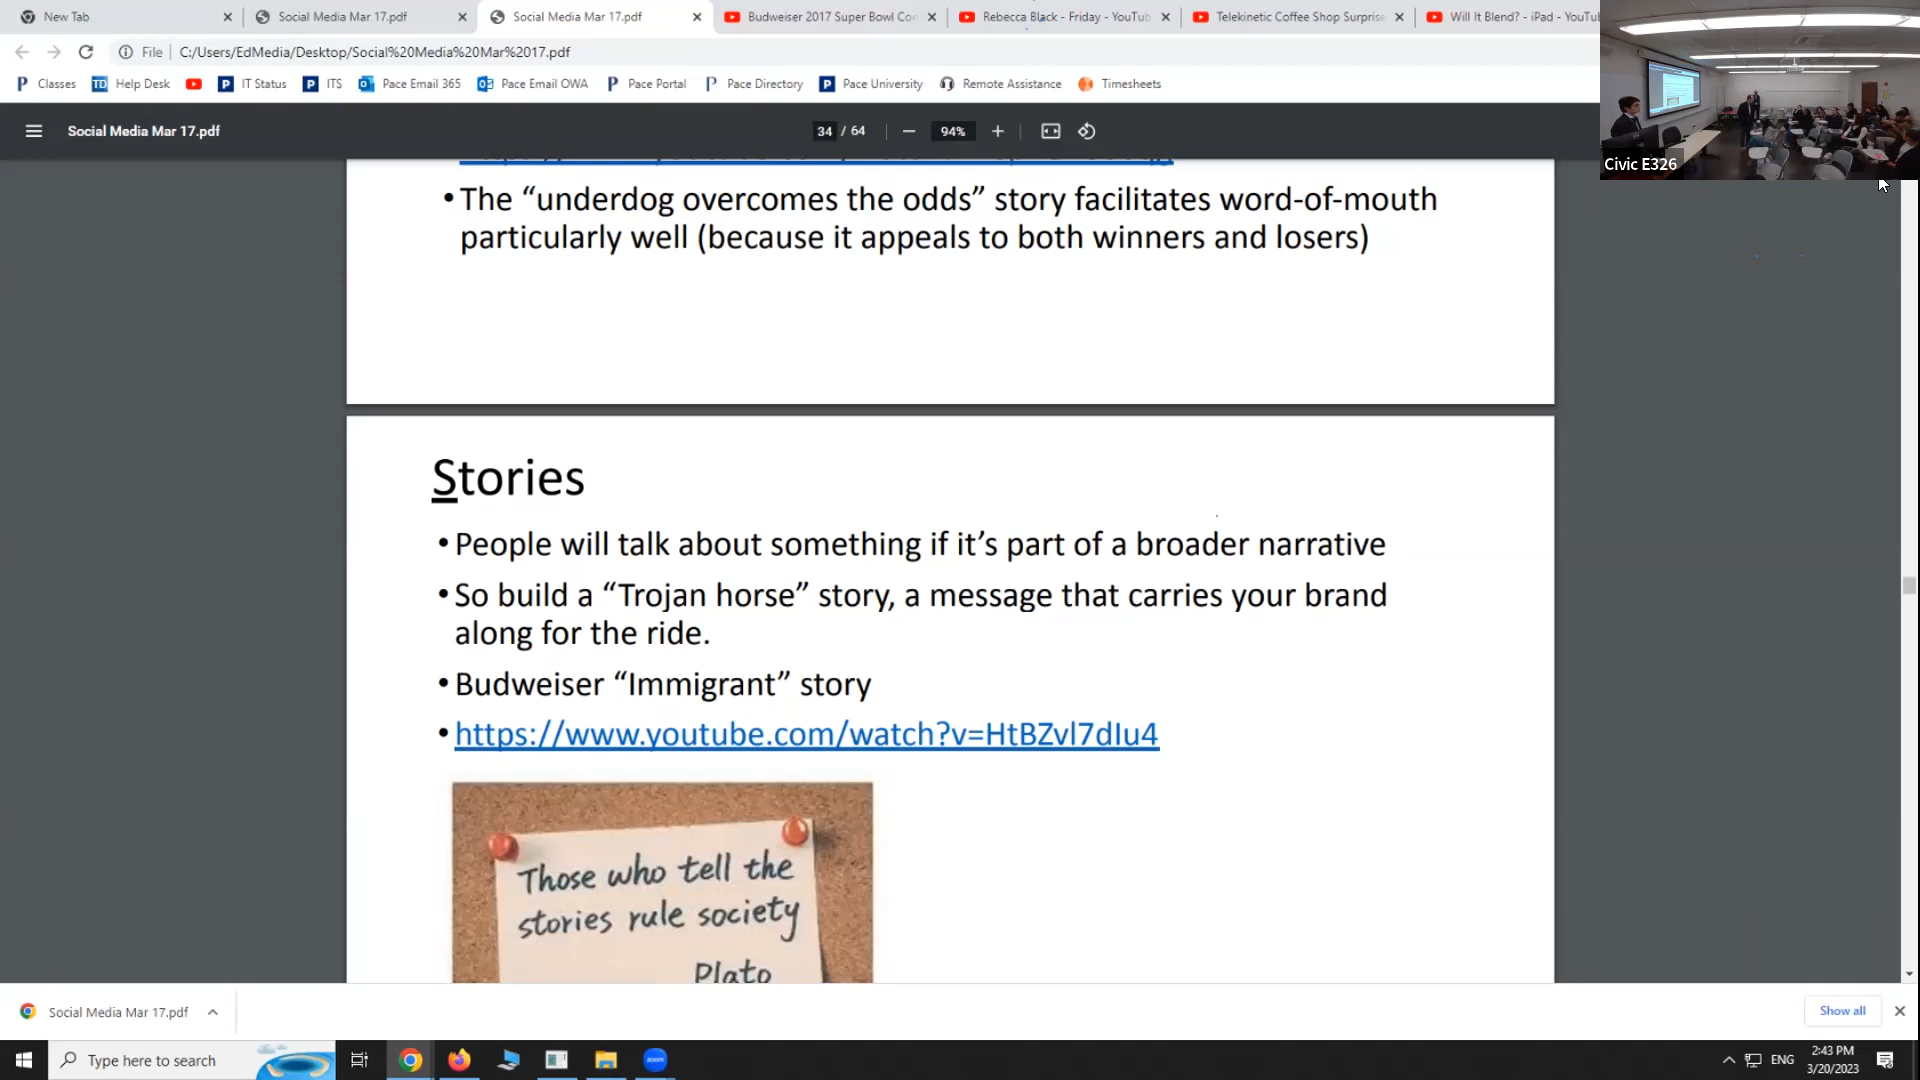 New Tab
Social Media Mar 17.pdf
Social Media Mar 17.pdf
Budweiser 2017 Super Bowl Co
Rebecca Black - Friday - YouTub
Telekinetic Coffee Shop Surprise
Will It Blend? - iPad - YouTu
File
C:/Users/EdMedia/Desktop/Social%20Media%20Mar%2017.pdf
Classes
TD Help Desk
IT Status
ITS
Pace Email 365
Pace Email OWA
Pace Portal
Pace Directory
Pace University
Remote Assistance
Timesheets
Civic E326
Social Media Mar 17.pdf
34 / 64
94%
• The “underdog overcomes the odds” story facilitates word-of-mouth
particularly well (because it appeals to both winners and losers)
Stories
• People will talk about something if it’s part of a broader narrative
• So build a “Trojan horse” story, a message that carries your brand
along for the ride.
• Budweiser “Immigrant” story
• https://www.youtube.com/watch?v=HtBZvl7dIu4
Those who tell the
stories rule society
Plato
Social Media Mar 17.pdf
Show all
Type here to search
zoom
ENG
2:43 PM
3/20/2023